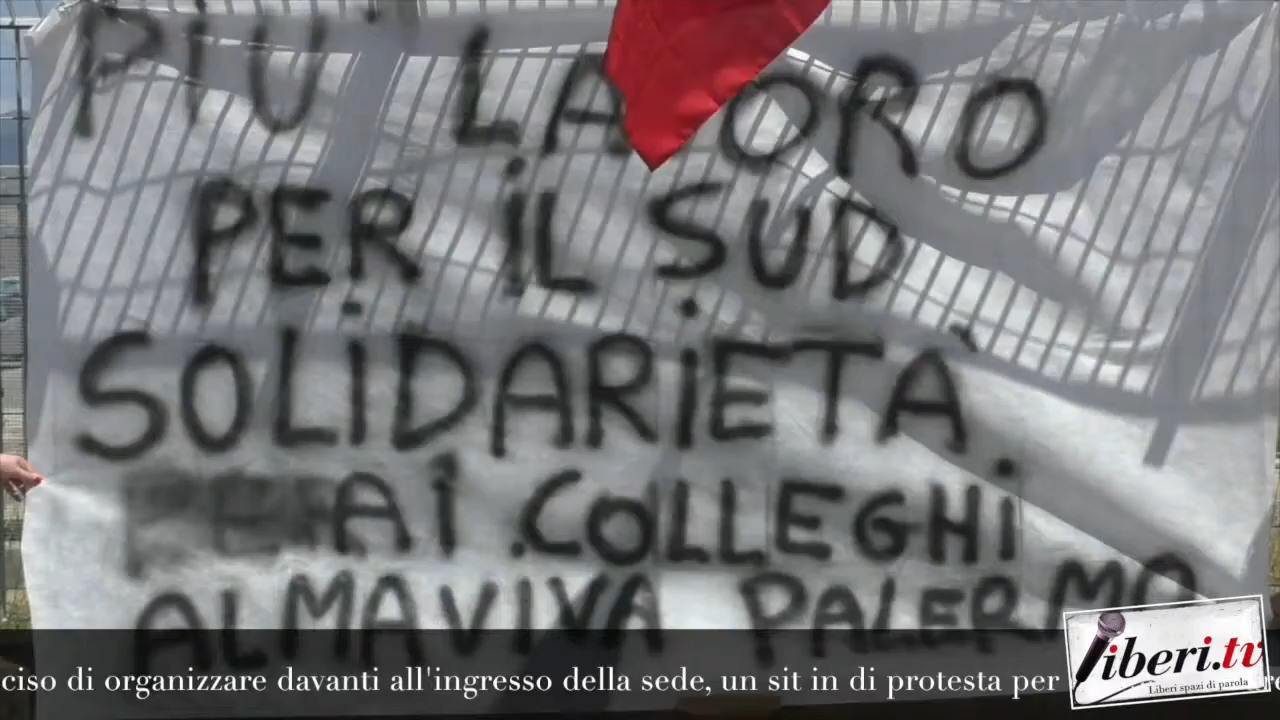 PIÙ LAVORO
PER IL SUD
SOLIDARIETÀ
AI COLLEGHI
ALMAVIVA PALERMO
ciso di organizzare davanti all'ingresso della sede, un sit in di protesta per
liberi.tv
Liberi spazi di parola